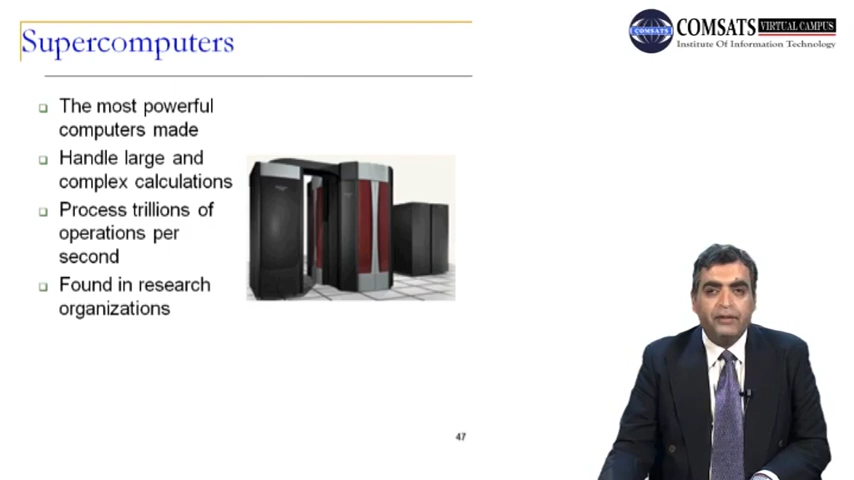 Supercomputers
COMSATS VIRTUAL CAMPUS
COMSATS
Institute Of Information Technology
The most powerful
computers made
Handle large and
complex calculations
Process trillions of
operations per
second
Found in research
organizations
47